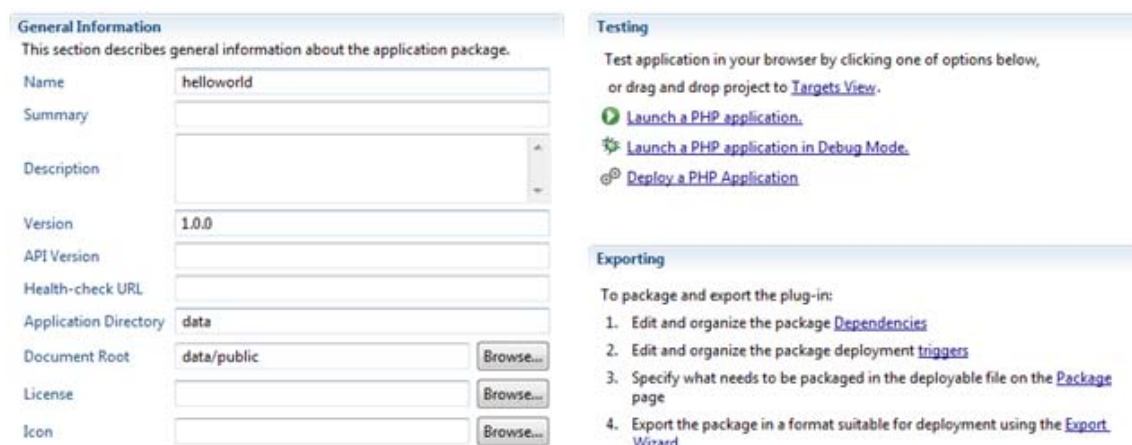 General Information
This section describes general information about the application package.
Name
helloworld
Summary
Description
Version
1.0.0
API Version
Health-check URL
Application Directory
data
Document Root
data/public
Browse...
License
Browse...
Icon
Browse...
Testing
Test application in your browser by clicking one of options below,
or drag and drop project to Targets View.
Launch a PHP application.
Launch a PHP application in Debug Mode.
Deploy a PHP Application
Exporting
To package and export the plug-in:
1. Edit and organize the package Dependencies
2. Edit and organize the package deployment triggers
3. Specify what needs to be packaged in the deployable file on the Package
page
4. Export the package in a format suitable for deployment using the Export
Wizard